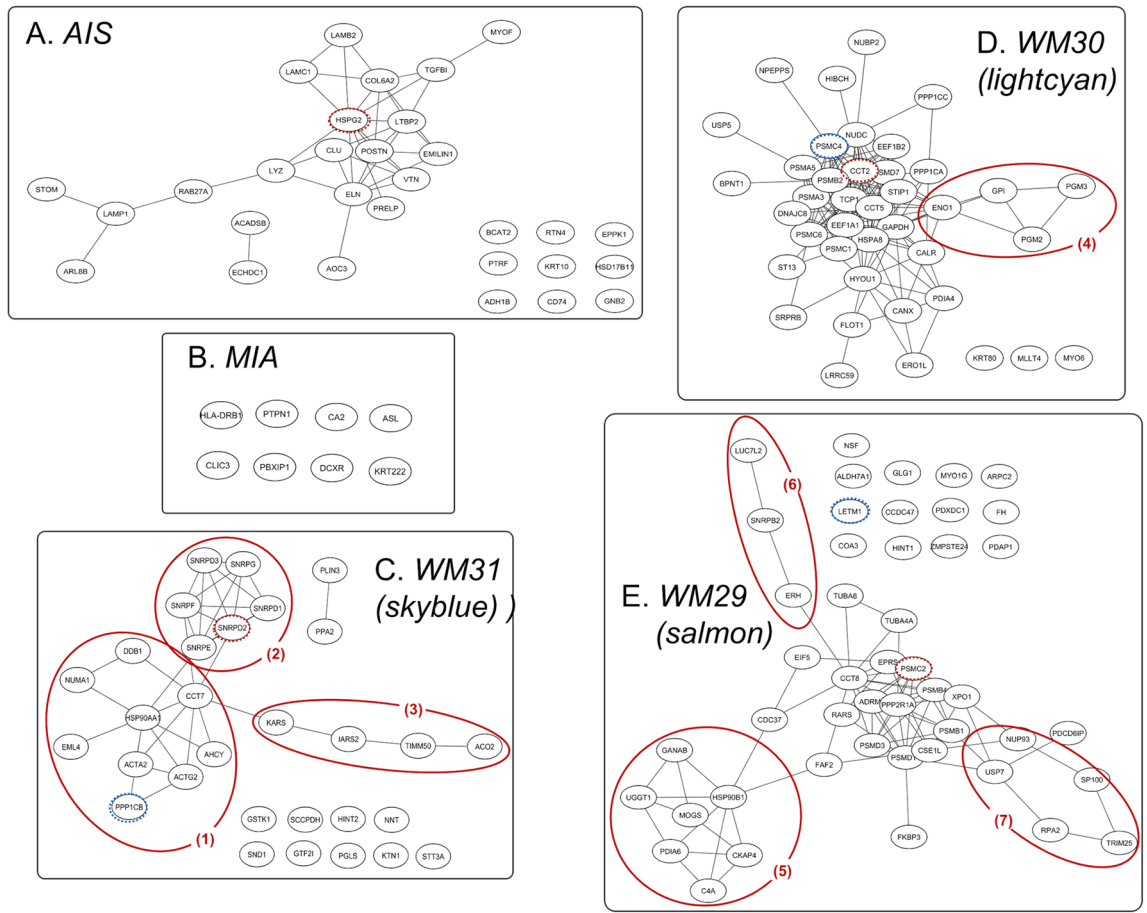 A. AIS
LAMB2
MYOF
LAMC1
COL6A2
TGFBI
HSPG2
LTBP2
CLU
POSTN
EMILIN1
LYZ
VTN
STOM
RAB27A
ELN
PRELP
LAMP1
ACADSB
ARL8B
ECHDC1
AOC3
BCAT2
RTN4
EPPK1
PTRF
KRT10
HSD17B11
ADH1B
CD74
GNB2
B. MIA
HLA-DRB1
PTPN1
CA2
ASL
CLIC3
PBXIP1
DCXR
KRT222
C. WM31
(skyblue) )
SNRPD3
SNRPG
SNRPF
SNRPD1
SNRPD2
SNRPE
(2)
PLIN3
PPA2
DDB1
NUMA1
CCT7
HSP90AA1
EML4
ACTA2
AHCY
ACTG2
PPP1CB
(1)
KARS
(3)
IARS2
TIMM50
ACO2
GSTK1
SCCPDH
HINT2
NNT
SND1
GTF2I
PGLS
KTN1
STT3A
D. WM30
(lightcyan)
NUBP2
NPEPPS
HIBCH
PPP1CC
USP5
NUDC
PSMC4
EEF1B2
PSMA5
CCT2
SMD7
PPP1CA
BPNT1
PSMB2
STIP1
PSMA3
TCP1
CCT5
ENO1
GPI
PGM3
DNAJC8
EEF1A1
GAPDH
PSMC6
HSPA8
PGM2
(4)
PSMC1
CALR
ST13
HYOU1
PDIA4
SRPRB
FLOT1
CANX
LRRC59
ERO1L
KRT80
MLLT4
MYO6
E. WM29
(salmon)
LUC7L2
(6)
SNRPB2
ERH
NSF
ALDH7A1
GLG1
MYO1G
ARPC2
LETM1
CCDC47
PDXDC1
FH
COA3
HINT1
ZMPSTE24
PDAP1
TUBA8
TUBA4A
EIF5
EPRS
PSMC2
CCT8
PSMB4
XPO1
ADRM
PPP2R1A
RARS
CDC37
PSMB1
PSMD3
CSE1L
PSMD1
NUP93
PDCD6IP
FAF2
USP7
SP100
GANAB
UGGT1
HSP90B1
MOGS
PDIA6
CKAP4
C4A
(5)
FKBP3
(7)
RPA2
TRIM25